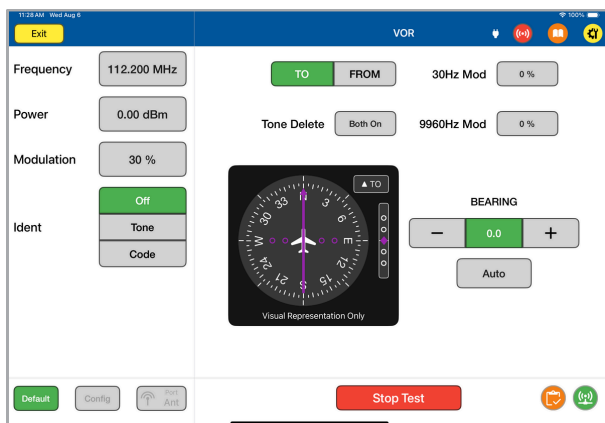 11:28 AM Wed Aug 6
100%
Exit
VOR
Frequency
112.200 MHz
TO
FROM
30Hz Mod
0 %
Power
0.00 dBm
Tone Delete
Both On
9960Hz Mod
0 %
Modulation
30 %
Ident
Off
Tone
Code
▲ TO
N
3
6
E
12
15
S
21
24
W
30
33
Visual Representation Only
BEARING
−
0.0
+
Auto
Default
Config
Port
Ant
Stop Test